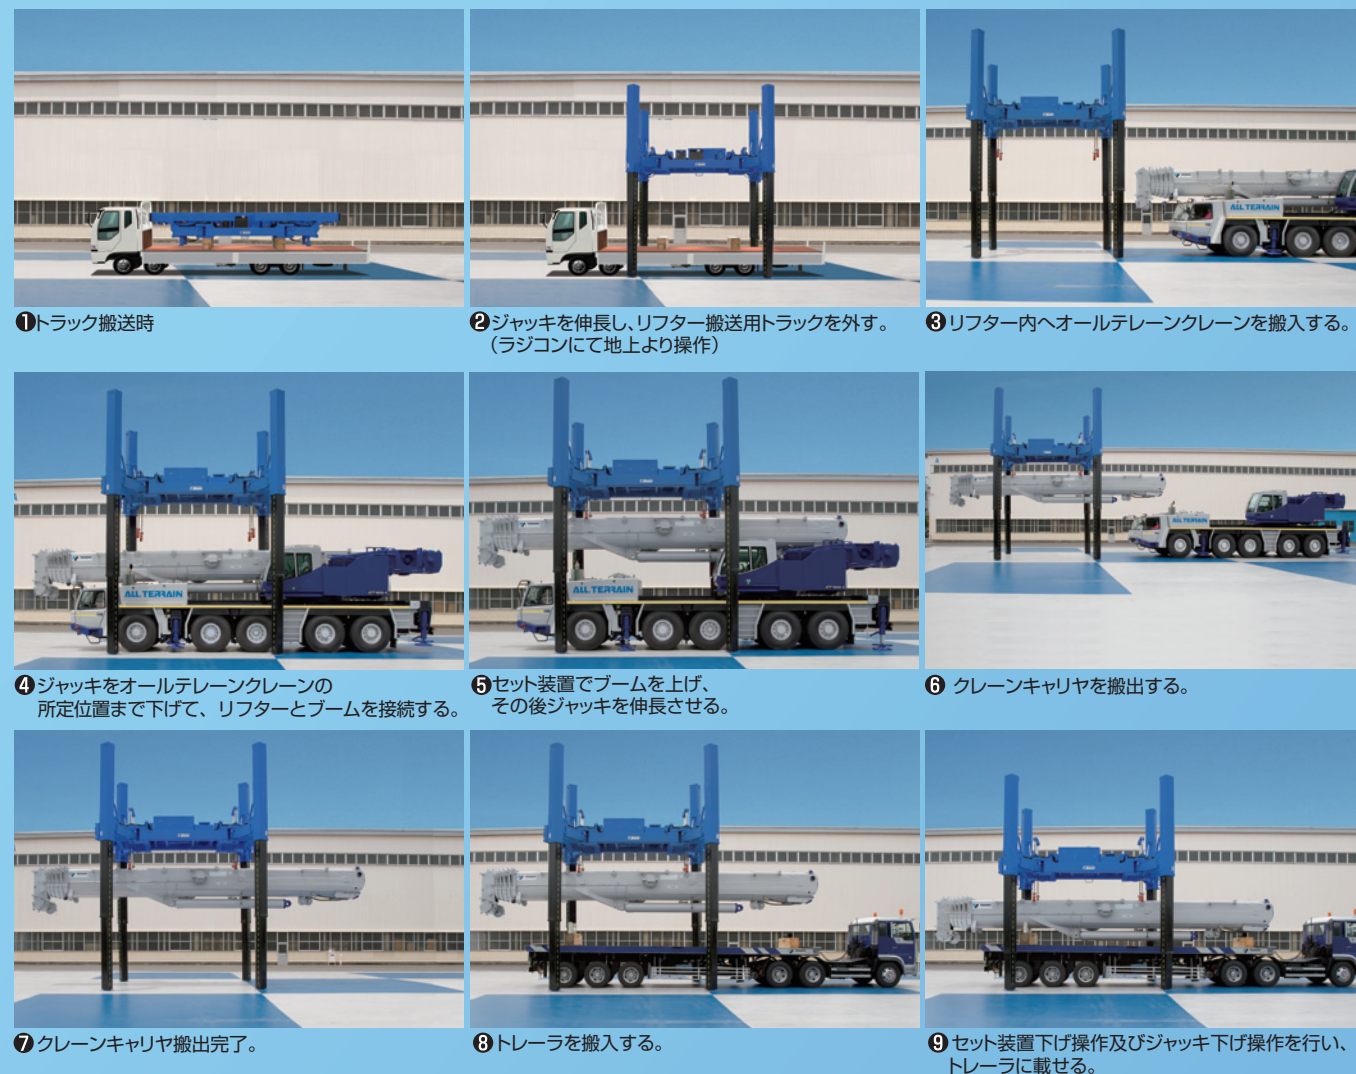 ❶トラック搬送時
❷ジャッキを伸長し、リフター搬送用トラックを外す。
（ラジコンにて地上より操作）
ALL TERRAIN
❸リフター内へオールテレーンクレーンを搬入する。
ALL TERRAIN
❹ジャッキをオールテレーンクレーンの
所定位置まで下げて、リフターとブームを接続する。
ALL TERRAIN
❺セット装置でブームを上げ、
その後ジャッキを伸長させる。
ALL TERRAIN
❻ クレーンキャリヤを搬出する。
❼クレーンキャリヤ搬出完了。
❽トレーラを搬入する。
❾セット装置下げ操作及びジャッキ下げ操作を行い、
トレーラに載せる。